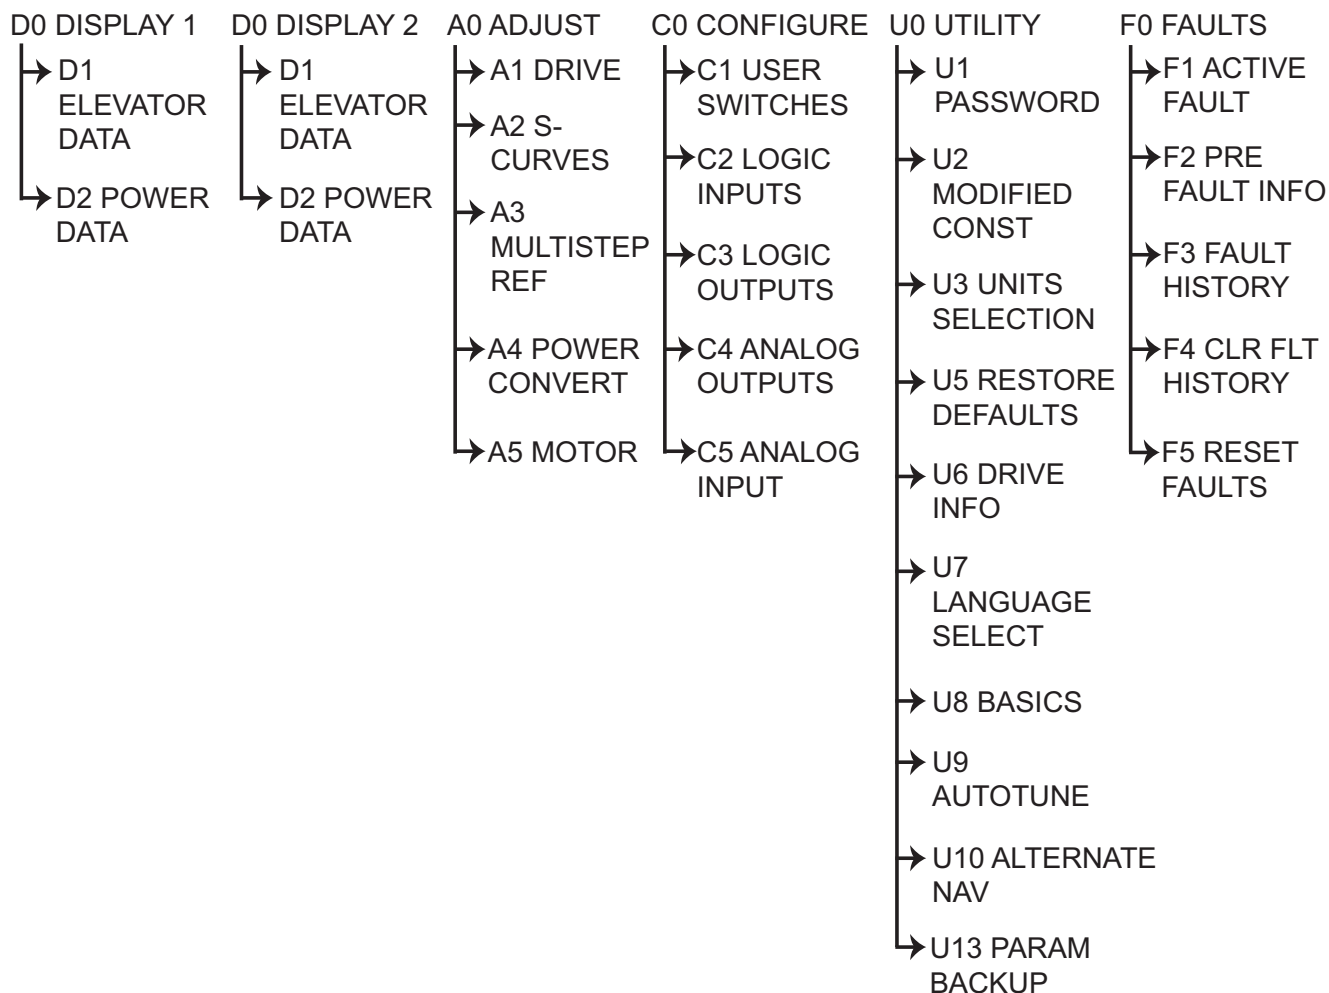 D0 DISPLAY 1
D1
ELEVATOR
DATA
D2 POWER
DATA
D0 DISPLAY 2
D1
ELEVATOR
DATA
D2 POWER
DATA
A0 ADJUST
A1 DRIVE
A2 S-
CURVES
A3
MULTISTEP
REF
A4 POWER
CONVERT
A5 MOTOR
C0 CONFIGURE
C1 USER
SWITCHES
C2 LOGIC
INPUTS
C3 LOGIC
OUTPUTS
C4 ANALOG
OUTPUTS
C5 ANALOG
INPUT
U0 UTILITY
U1
PASSWORD
U2
MODIFIED
CONST
U3 UNITS
SELECTION
U5 RESTORE
DEFAULTS
U6 DRIVE
INFO
U7
LANGUAGE
SELECT
U8 BASICS
U9
AUTOTUNE
U10 ALTERNATE
NAV
U13 PARAM
BACKUP
F0 FAULTS
F1 ACTIVE
FAULT
F2 PRE
FAULT INFO
F3 FAULT
HISTORY
F4 CLR FLT
HISTORY
F5 RESET
FAULTS